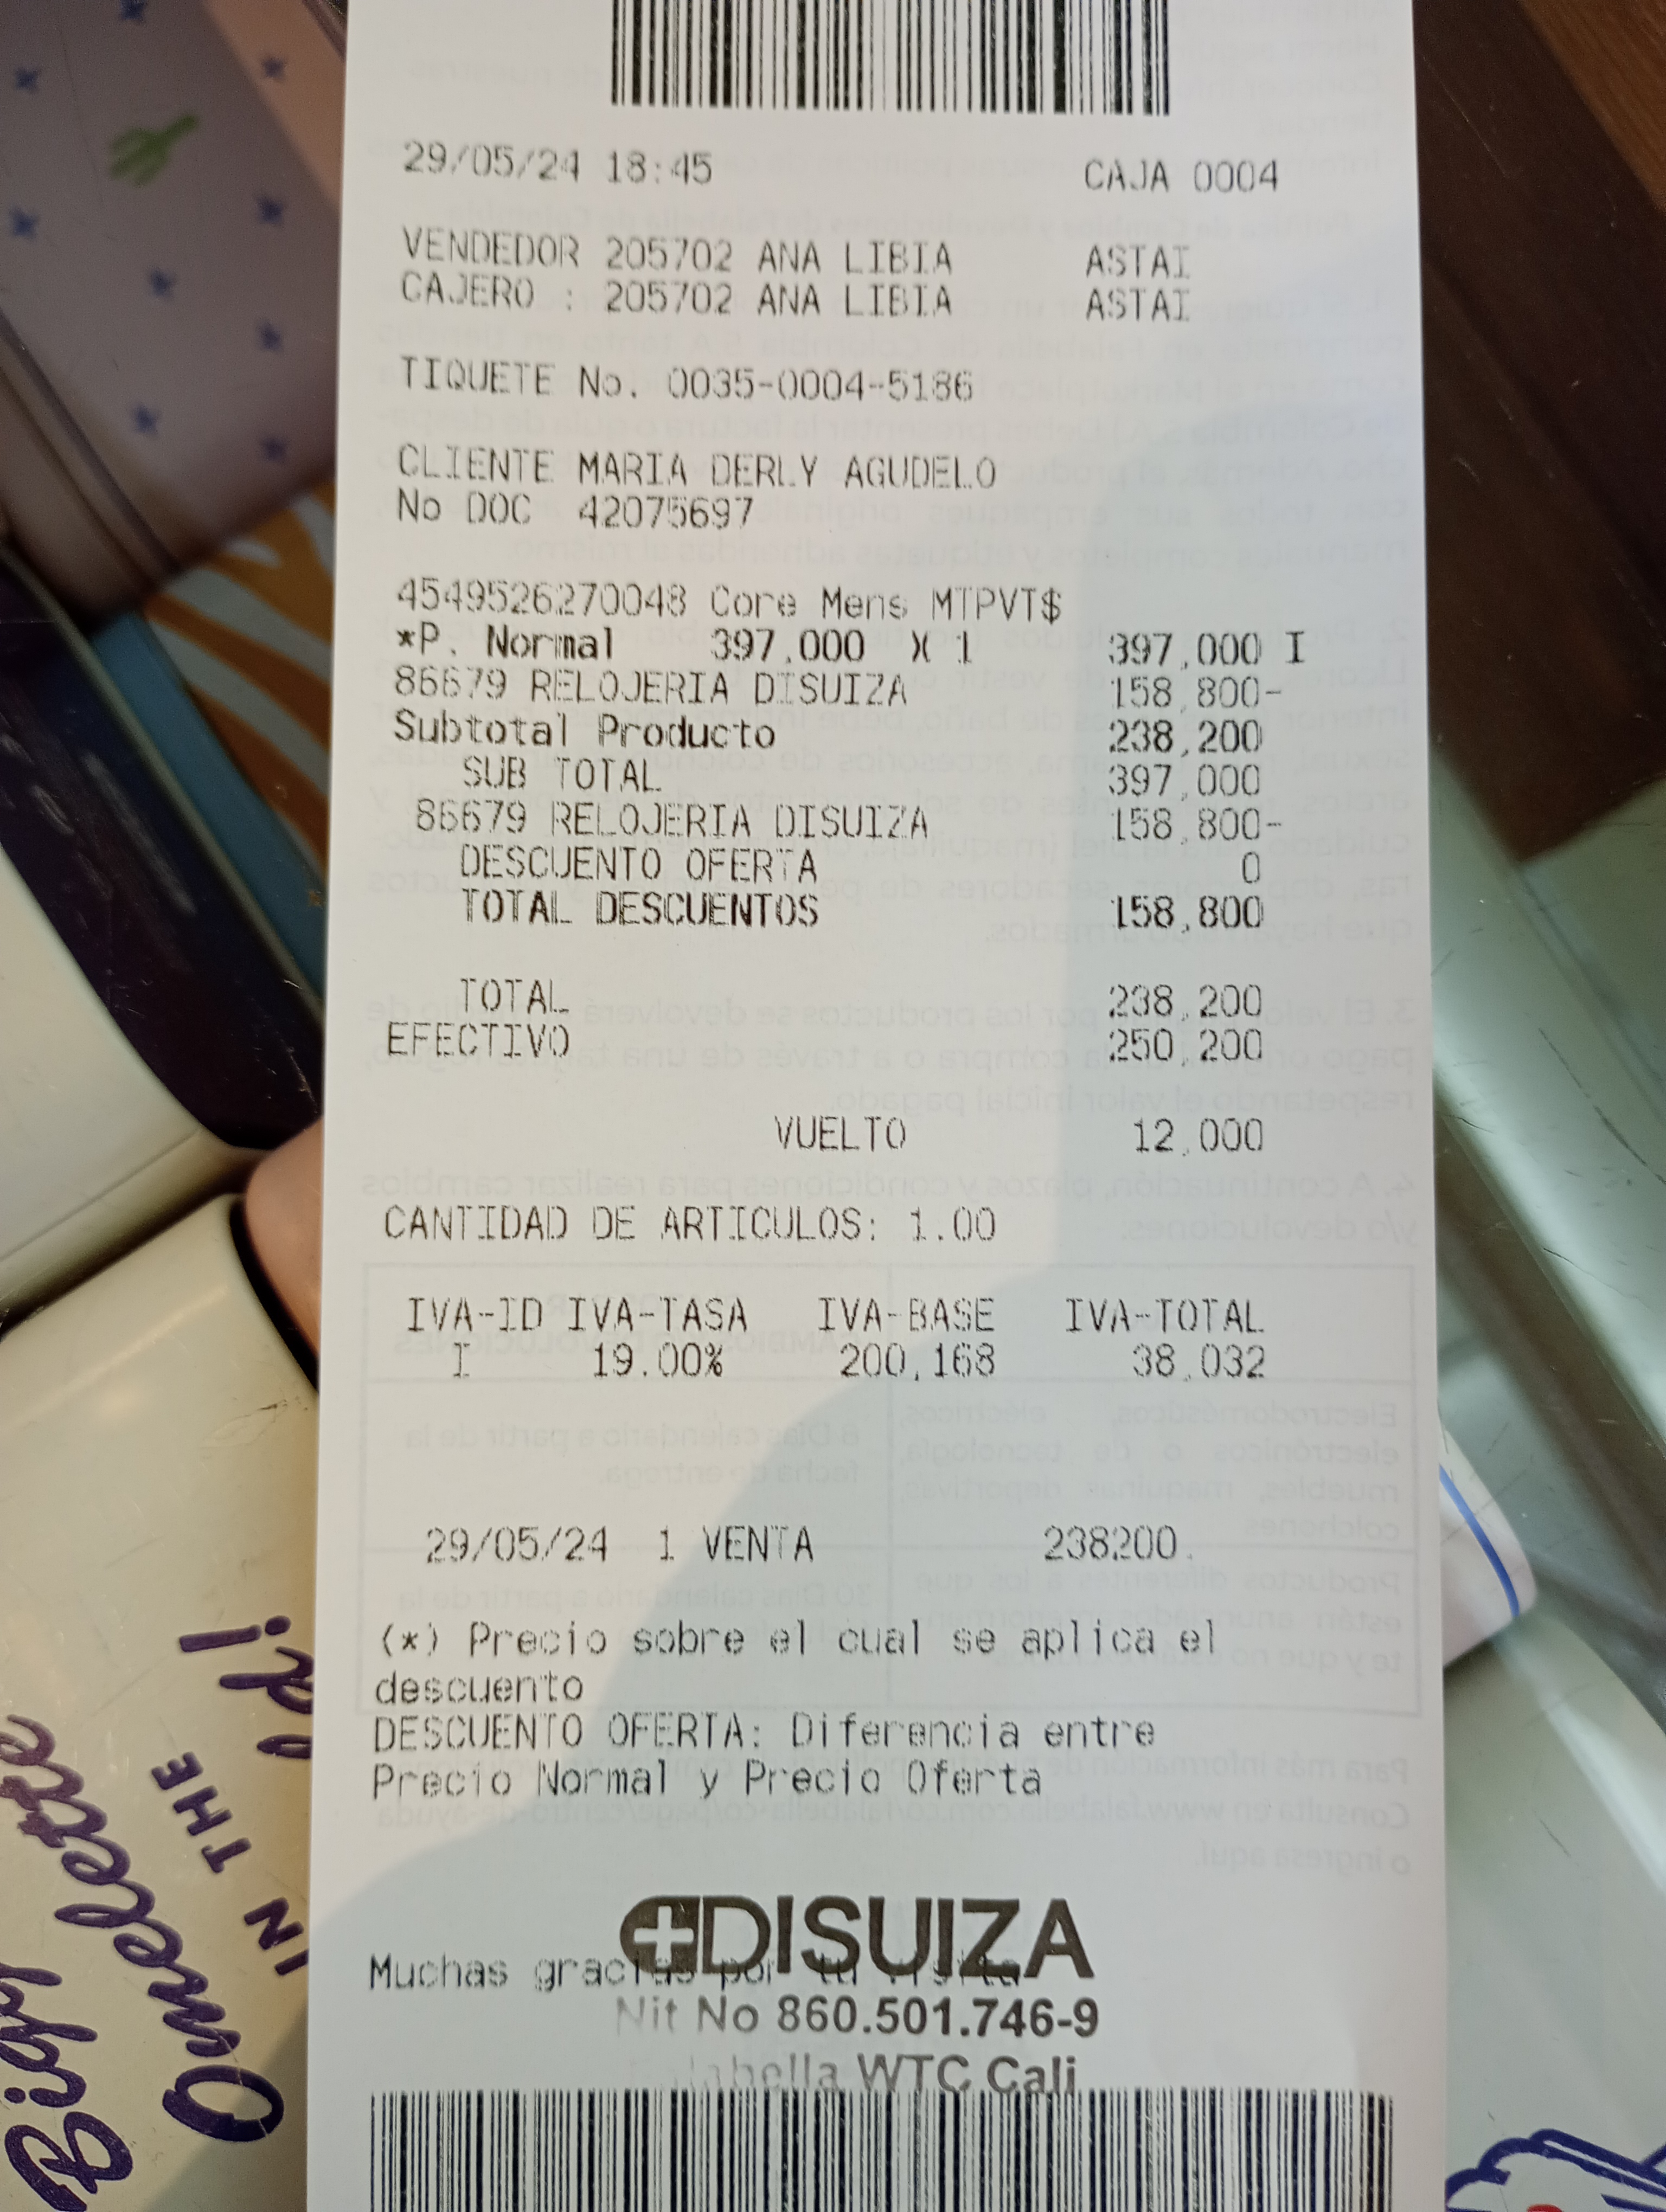 29/05/24 18:45 CAJA 0004
VENDEDOR 205702 ANA LIBIA ASTAI
CAJERO : 205702 ANA LIBIA ASTAI
TIQUETE No. 0035-0004-5186
CLIENTE MARIA DERLY AGUDELO
No DOC 42075697
4549526270048 Core Mens MTPVT$
*P. Normal 397.000 X 1 397.000 I
86679 RELOJERIA DISUIZA 158.800-
Subtotal Producto 238.200
SUB TOTAL 397.000
86679 RELOJERIA DISUIZA 158.800-
DESCUENTO OFERTA 0
TOTAL DESCUENTOS 158.800
TOTAL 238.200
EFECTIVO 250.200
VUELTO 12.000
CANTIDAD DE ARTICULOS: 1.00
IVA-ID IVA-TASA IVA-BASE IVA-TOTAL
I 19.00% 200,168 38.032
29/05/24 1 VENTA 238200.
(*) Precio sobre el cual se aplica el
descuento
DESCUENTO OFERTA: Diferencia entre
Precio Normal y Precio Oferta
DISUIZA
Muchas gracias por tu visita
Nit No 860.501.746-9
Falabella WTC Cali
IN THE
Omelette